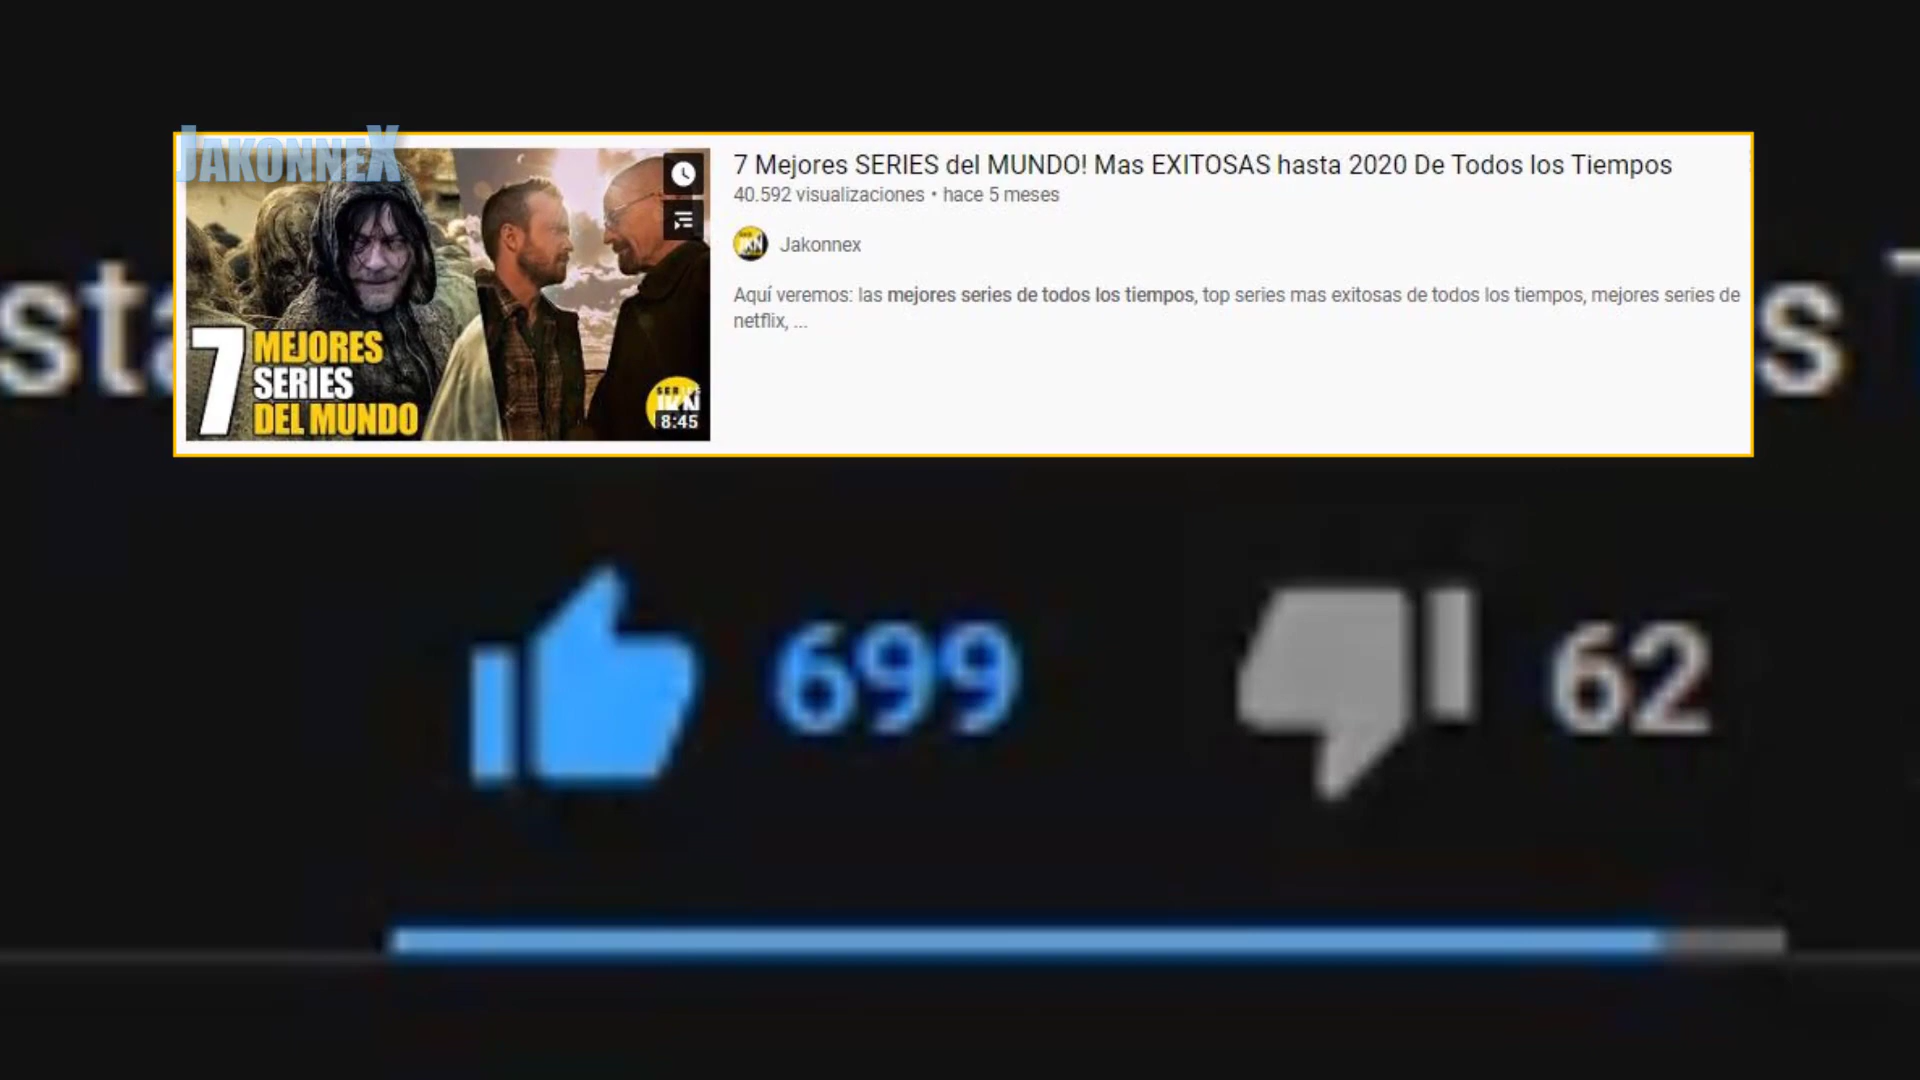 JAKONNEX
7 Mejores SERIES del MUNDO! Mas EXITOSAS hasta 2020 De Todos los Tiempos
40.592 visualizaciones • hace 5 meses
JKN
Jakonnex
Aquí veremos: las mejores series de todos los tiempos, top series mas exitosas de todos los tiempos, mejores series de
netflix, ...
7
MEJORES
SERIES
DEL MUNDO
JKN
8:45
sta
s
699
62